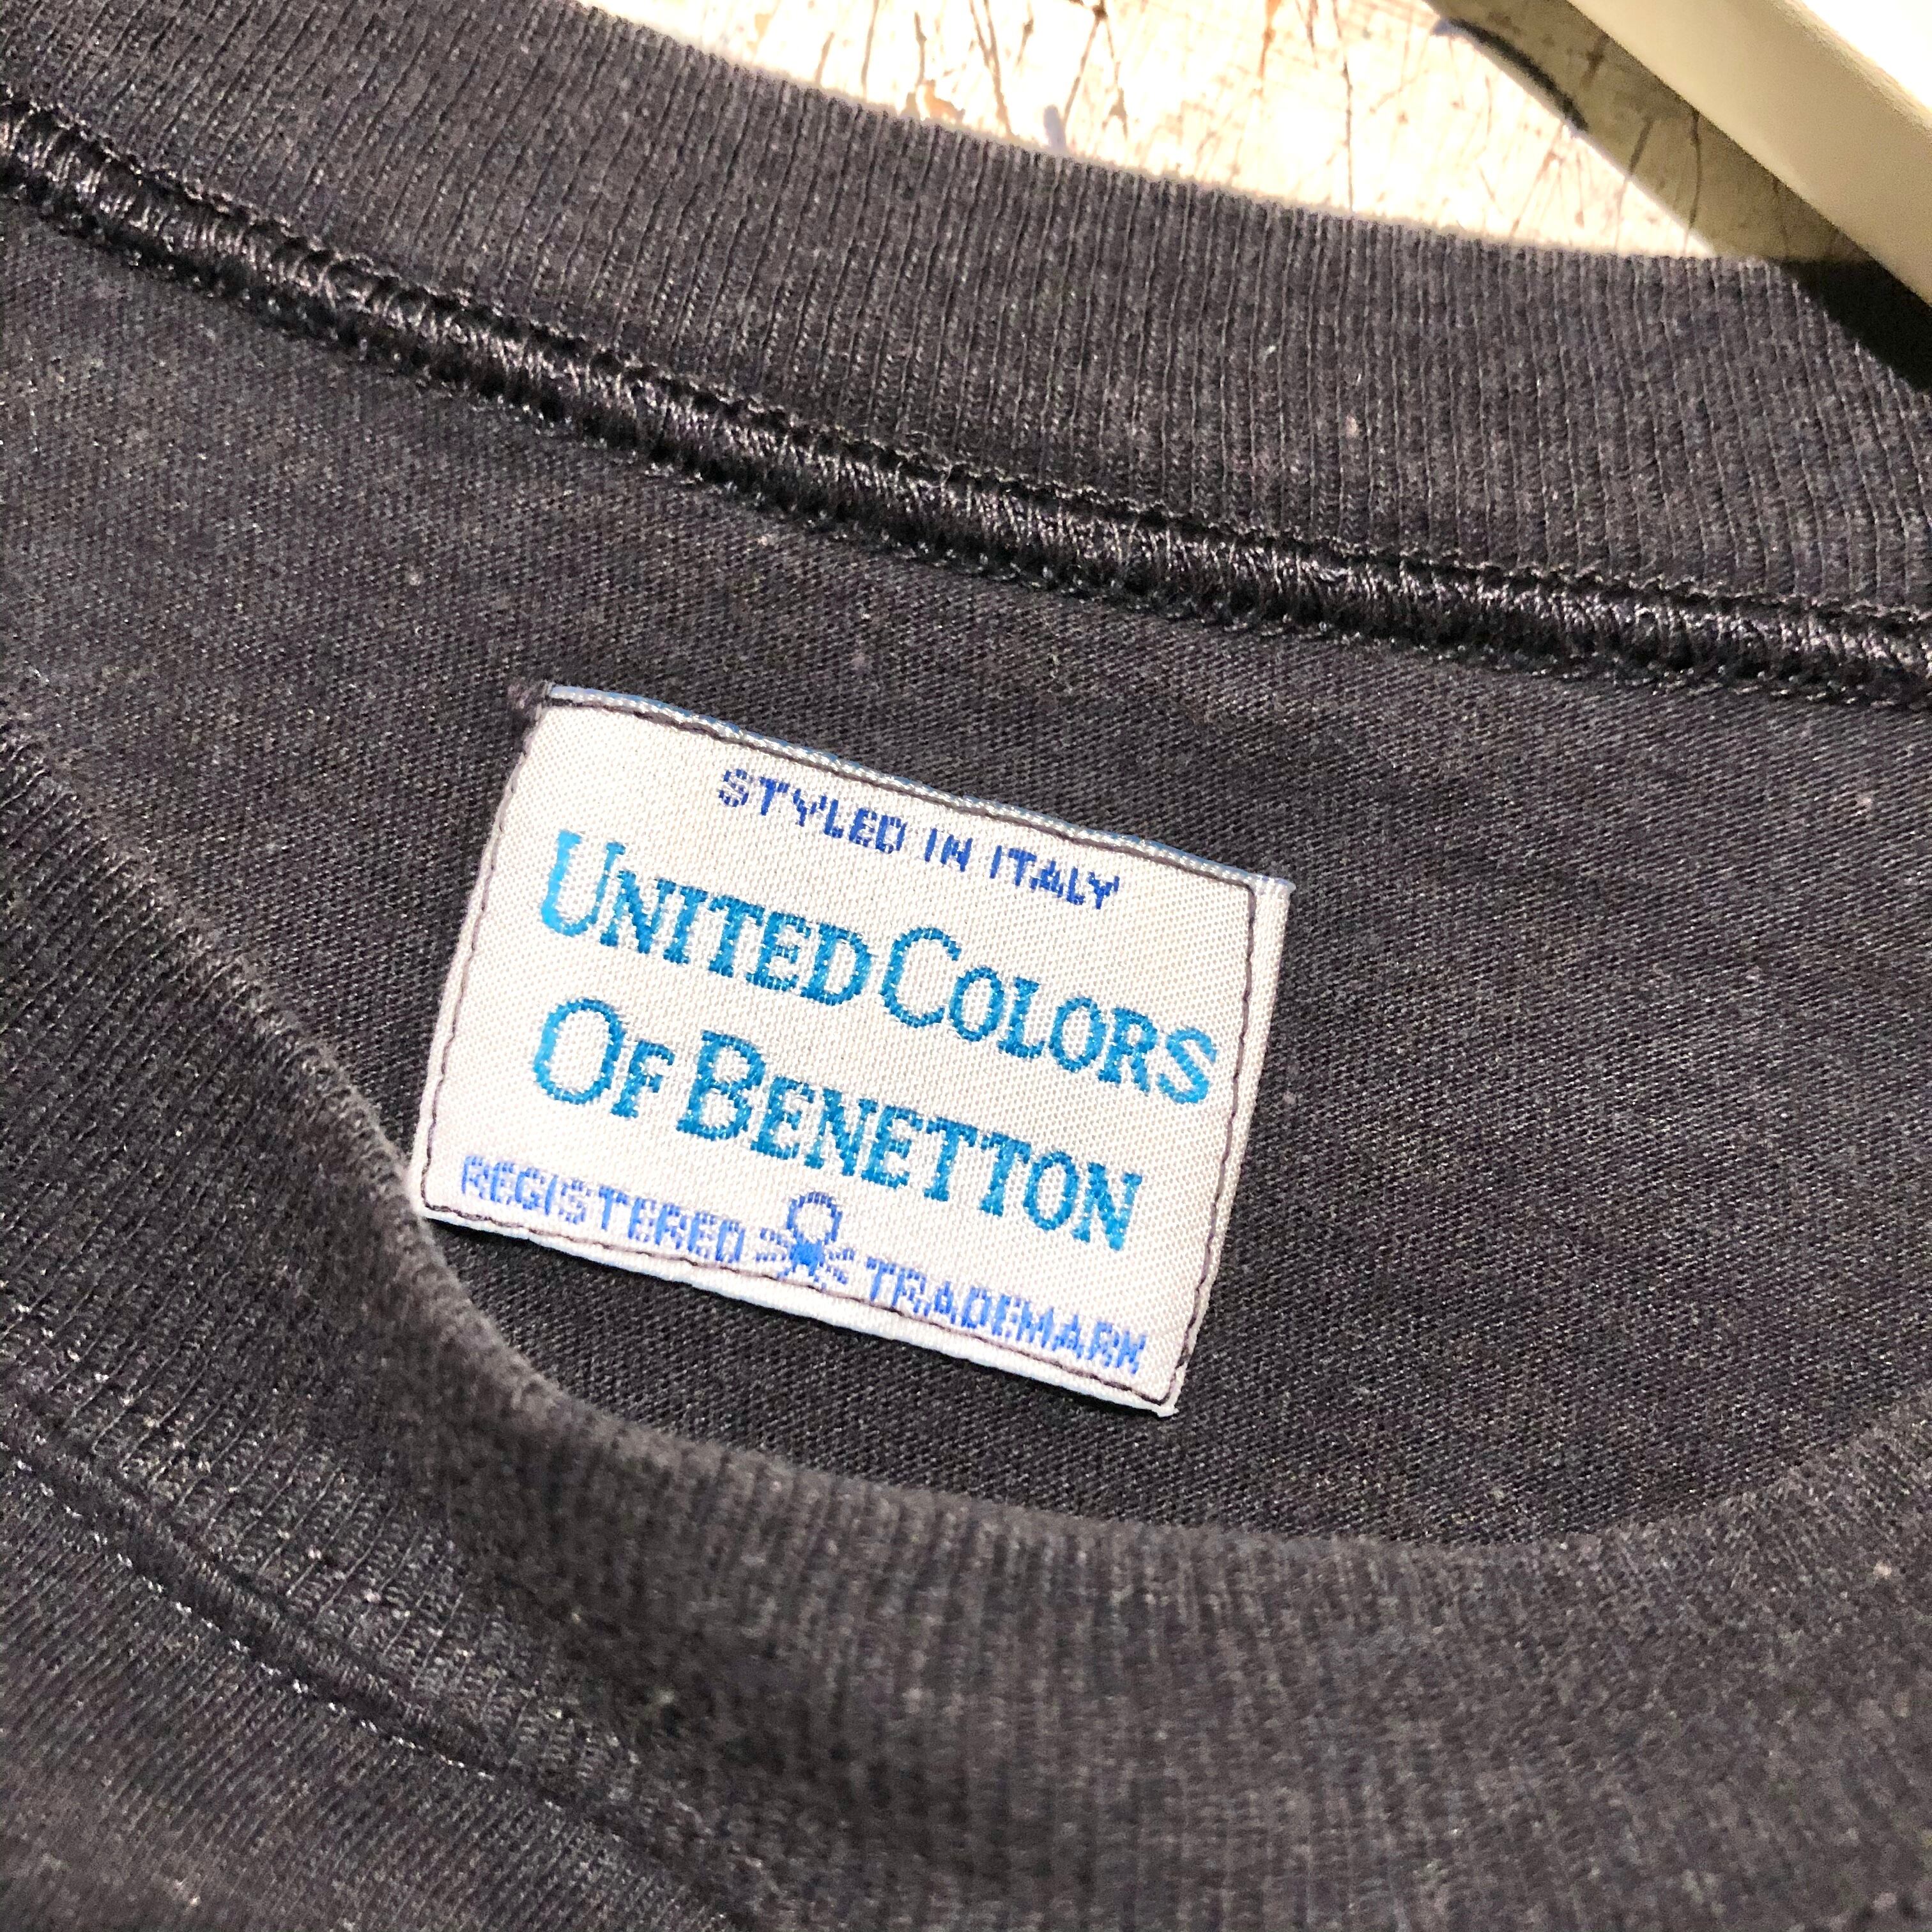 STYLED IN ITALY
UNITED COLORS
OF BENETTON
REGISTERED TRADEMARK